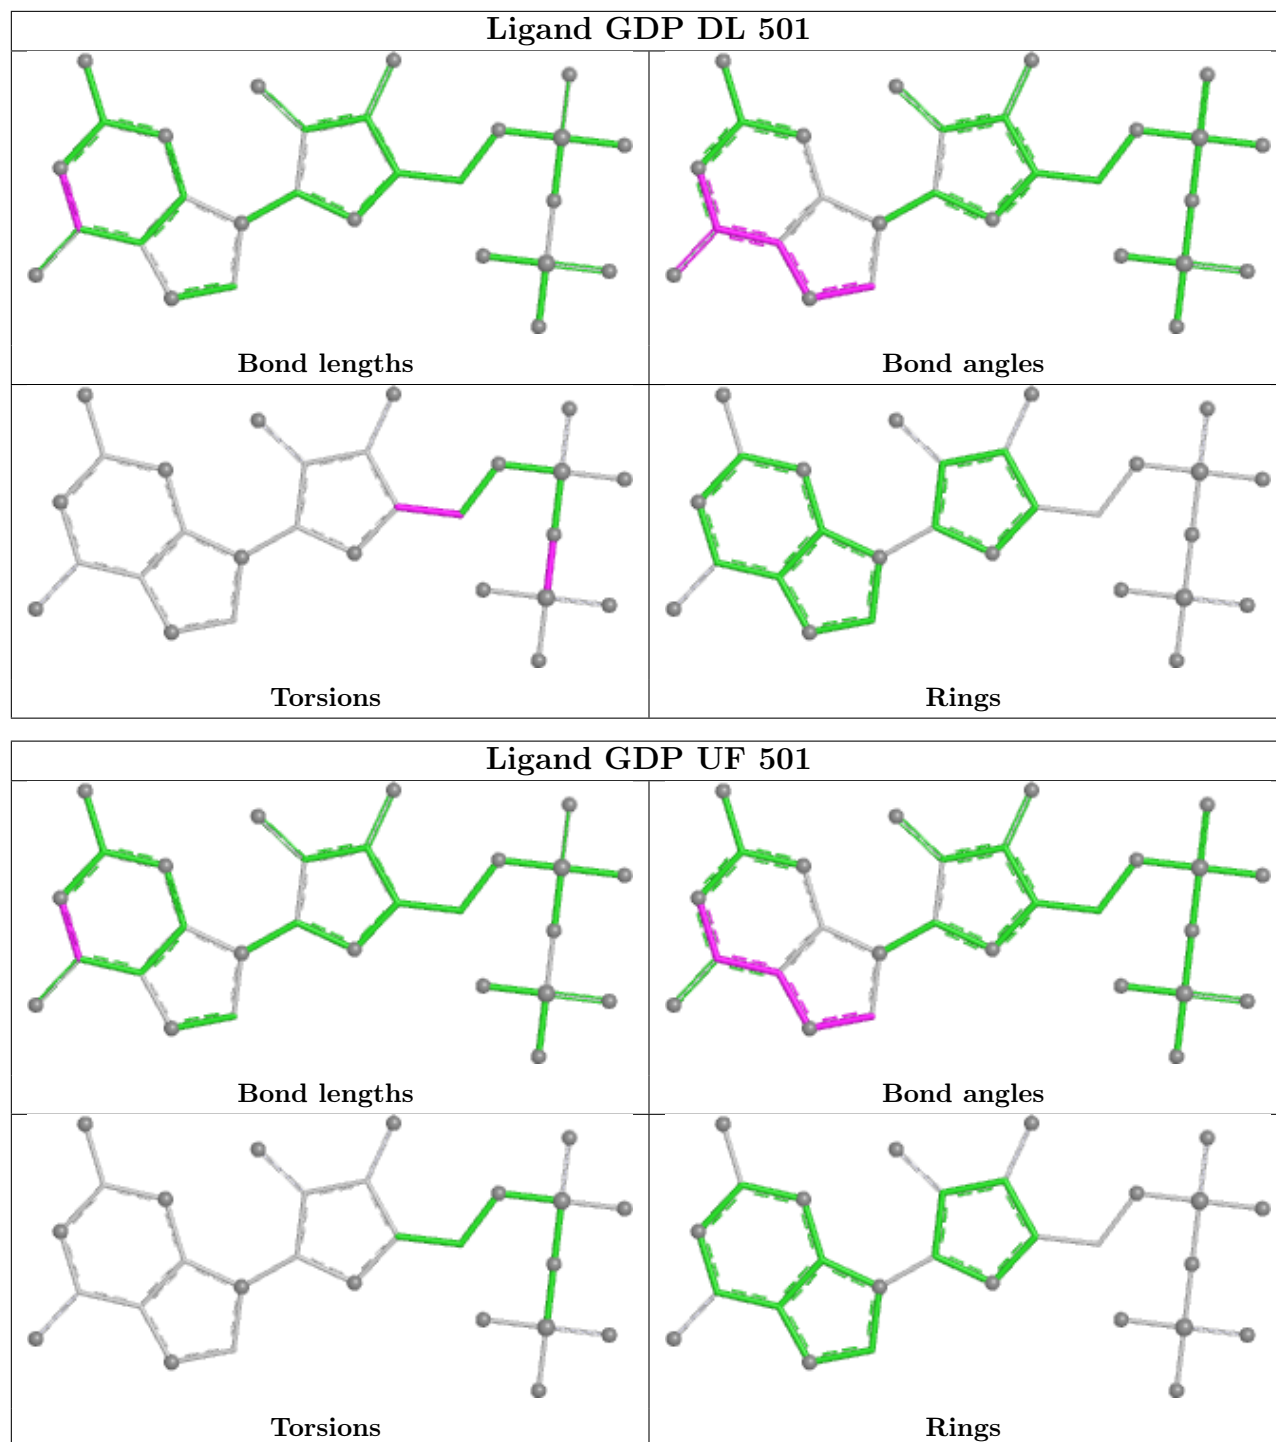 Ligand GDP DL 501
Bond lengths
Bond angles
Torsions
Rings
Ligand GDP UF 501
Bond lengths
Bond angles
Torsions
Rings